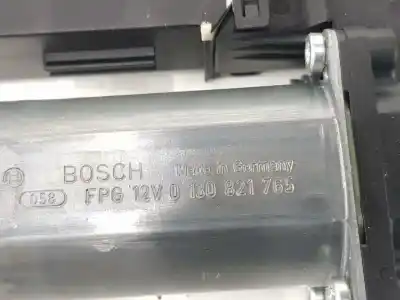 BOSCH Made in Germany
058 FPG 12V 0 130 821 765